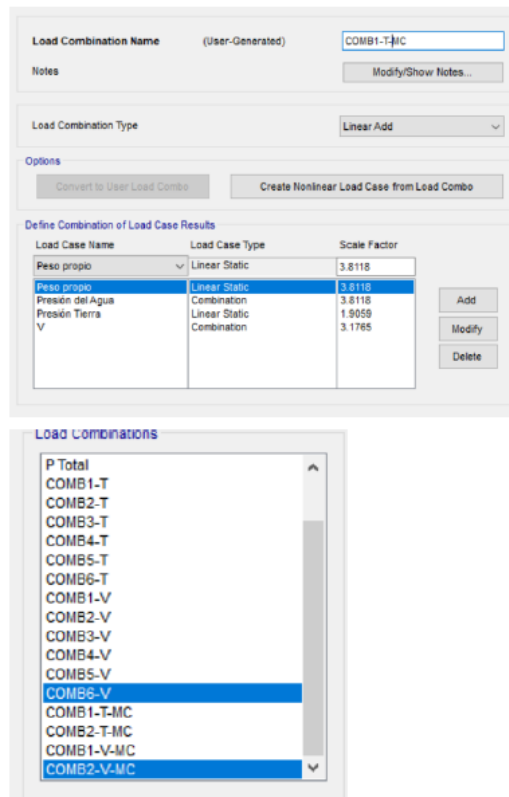 Load Combination Name (User-Generated) COMB1-T-MC
Notes Modify/Show Notes...
Load Combination Type Linear Add
Options
Convert to User Load Combo Create Nonlinear Load Case from Load Combo
Define Combination of Load Case Results
Load Case Name Load Case Type Scale Factor
Peso propio Linear Static 3.8118
Peso propio Linear Static 3.8118
Presión del Agua Combination 3.8118 Add
Presión Tierra Linear Static 1.9059
V Combination 3.1765 Modify
Delete
Load Combinations
P Total
COMB1-T
COMB2-T
COMB3-T
COMB4-T
COMB5-T
COMB6-T
COMB1-V
COMB2-V
COMB3-V
COMB4-V
COMB5-V
COMB6-V
COMB1-T-MC
COMB2-T-MC
COMB1-V-MC
COMB2-V-MC